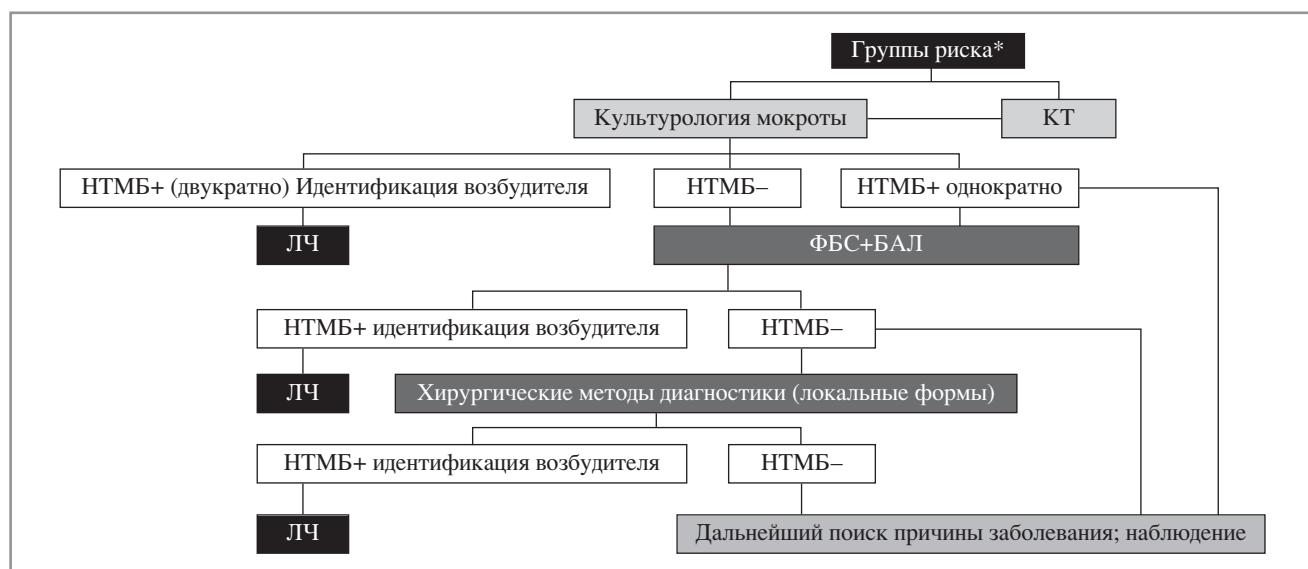 Группы риска*
Культурология мокроты
КТ
НТМБ+ (двукратно) Идентификация возбудителя
НТМБ–
НТМБ+ однократно
ЛЧ
ФБС+БАЛ
НТМБ+ идентификация возбудителя
НТМБ–
ЛЧ
Хирургические методы диагностики (локальные формы)
НТМБ+ идентификация возбудителя
НТМБ–
ЛЧ
Дальнейший поиск причины заболевания; наблюдение